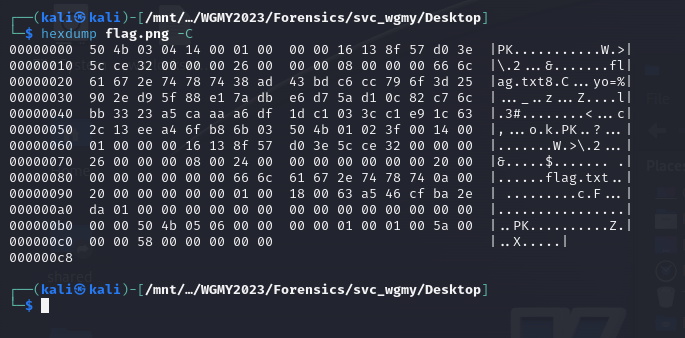 ┌──(kali㉿kali)-[/mnt/…/WGMY2023/Forensics/svc_wgmy/Desktop]
└─$ hexdump flag.png -C
00000000  50 4b 03 04 14 00 01 00  00 00 16 13 8f 57 d0 3e  |PK...........W.>|
00000010  5c ce 32 00 00 00 26 00  00 00 08 00 00 00 66 6c  |\.2...&.......fl|
00000020  61 67 2e 74 78 74 38 ad  43 bd c6 cc 79 6f 3d 25  |ag.txt8.C...yo=%|
00000030  90 2e d9 5f 88 e1 7a db  e6 d7 5a d1 0c 82 c7 6c  |..._..z...Z....l|
00000040  bb 33 23 a5 ca aa a6 df  1d c1 03 3c c1 e9 1c 63  |.3#........<...c|
00000050  2c 13 ee a4 6f b8 6b 03  50 4b 01 02 3f 00 14 00  |,...o.k.PK..?...|
00000060  01 00 00 00 16 13 8f 57  d0 3e 5c ce 32 00 00 00  |.......W.>\.2...|
00000070  26 00 00 00 08 00 24 00  00 00 00 00 00 00 20 00  |&.....$....... .|
00000080  00 00 00 00 00 00 66 6c  61 67 2e 74 78 74 0a 00  |......flag.txt..|
00000090  20 00 00 00 00 00 01 00  18 00 63 a5 46 cf ba 2e  | .........c.F...|
000000a0  da 01 00 00 00 00 00 00  00 00 00 00 00 00 00 00  |................|
000000b0  00 00 50 4b 05 06 00 00  00 00 01 00 01 00 5a 00  |..PK..........Z.|
000000c0  00 00 58 00 00 00 00 00                           |..X.....|
000000c8
┌──(kali㉿kali)-[/mnt/…/WGMY2023/Forensics/svc_wgmy/Desktop]
└─$
shared